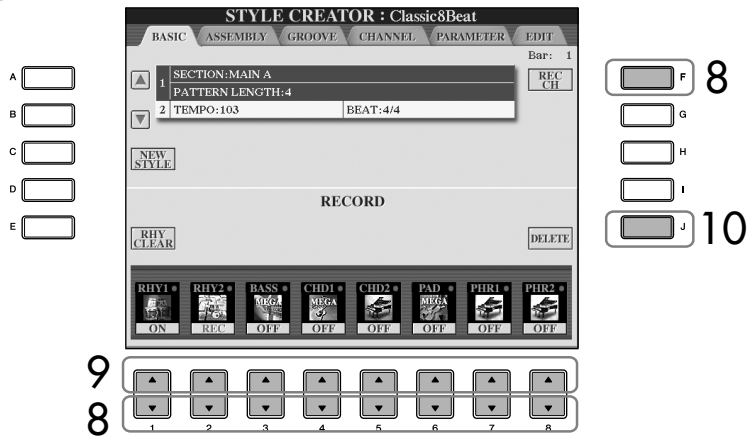 STYLE CREATOR : Classic8Beat
BASIC ASSEMBLY GROOVE CHANNEL PARAMETER EDIT
Bar: 1
1 SECTION:MAIN A
PATTERN LENGTH:4
REC CH
2 TEMPO:103 BEAT:4/4
NEW STYLE
RECORD
RHY CLEAR
DELETE
RHY1 RHY2 BASS CHD1 CHD2 PAD PHR1 PHR2
MEGA MEGA MEGA
ON REC OFF OFF OFF OFF OFF OFF
A
B
C
D
E
F 8
G
H
I
J 10
9
8
1 2 3 4 5 6 7 8